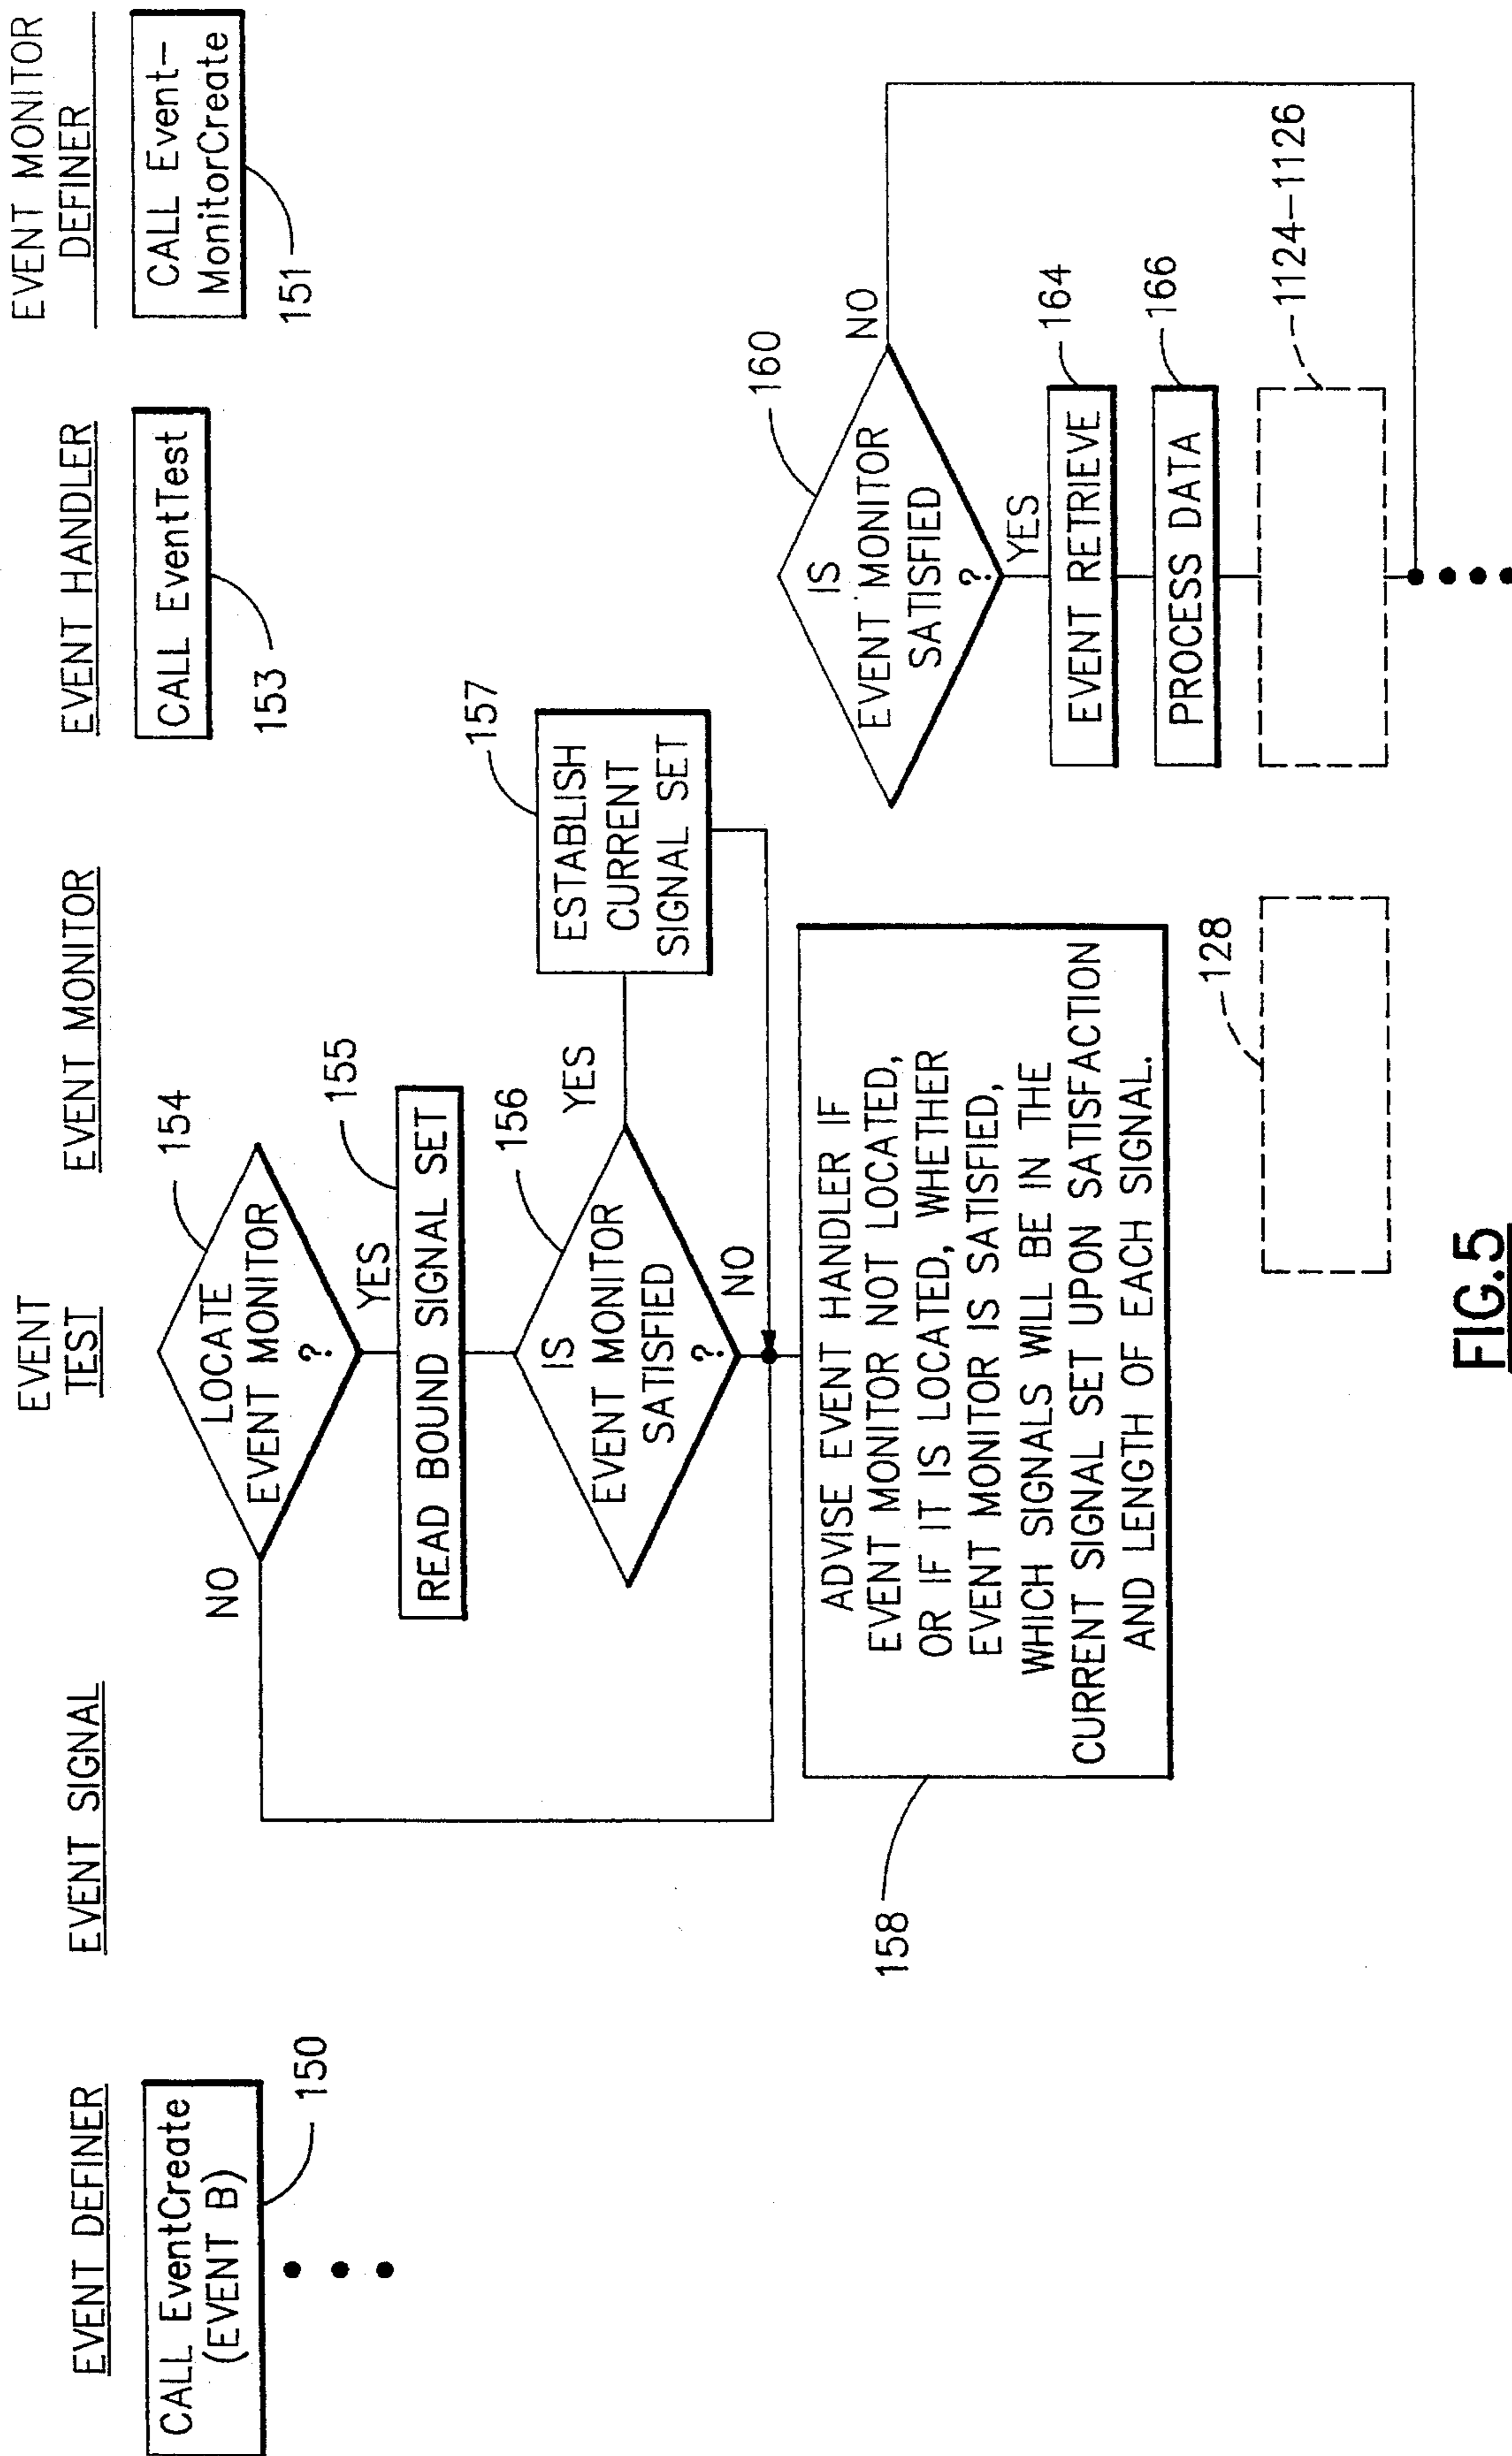 EVENT DEFINER
CALL EventCreate
(EVENT B)
150
EVENT SIGNAL
EVENT
TEST
NO
LOCATE
EVENT MONITOR
?
154
YES
READ BOUND SIGNAL SET
155
IS
EVENT MONITOR
SATISFIED
?
156
YES
NO
ESTABLISH
CURRENT
SIGNAL SET
157
ADVISE EVENT HANDLER IF
EVENT MONITOR NOT LOCATED,
OR IF IT IS LOCATED, WHETHER
EVENT MONITOR IS SATISFIED,
WHICH SIGNALS WILL BE IN THE
CURRENT SIGNAL SET UPON SATISFACTION
AND LENGTH OF EACH SIGNAL.
158
128
EVENT MONITOR
EVENT HANDLER
CALL EventTest
153
IS
EVENT MONITOR
SATISFIED
?
160
NO
YES
EVENT RETRIEVE
164
PROCESS DATA
166
1124-1126
EVENT MONITOR
DEFINER
CALL Event-
MonitorCreate
151
FIG.5